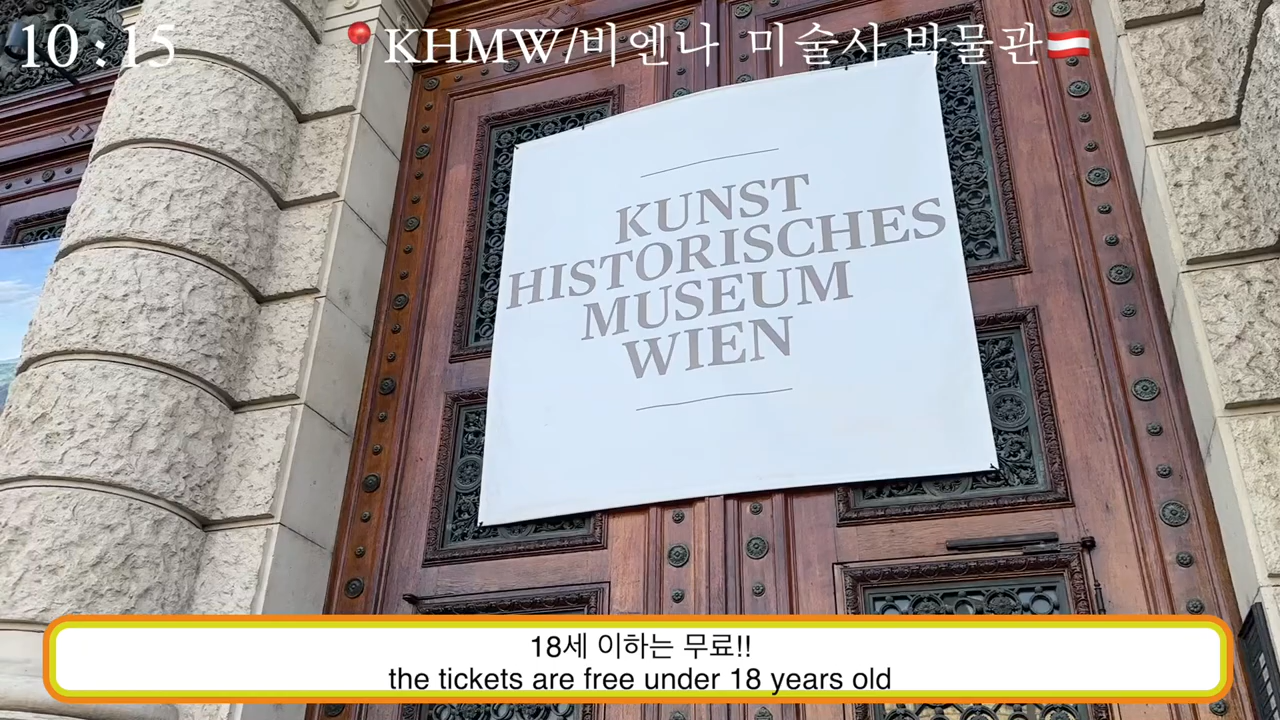 10:15
📍KHMW/비엔나 미술사 박물관🇦🇹
KUNST
HISTORISCHES
MUSEUM
WIEN
18세 이하는 무료!!
the tickets are free under 18 years old